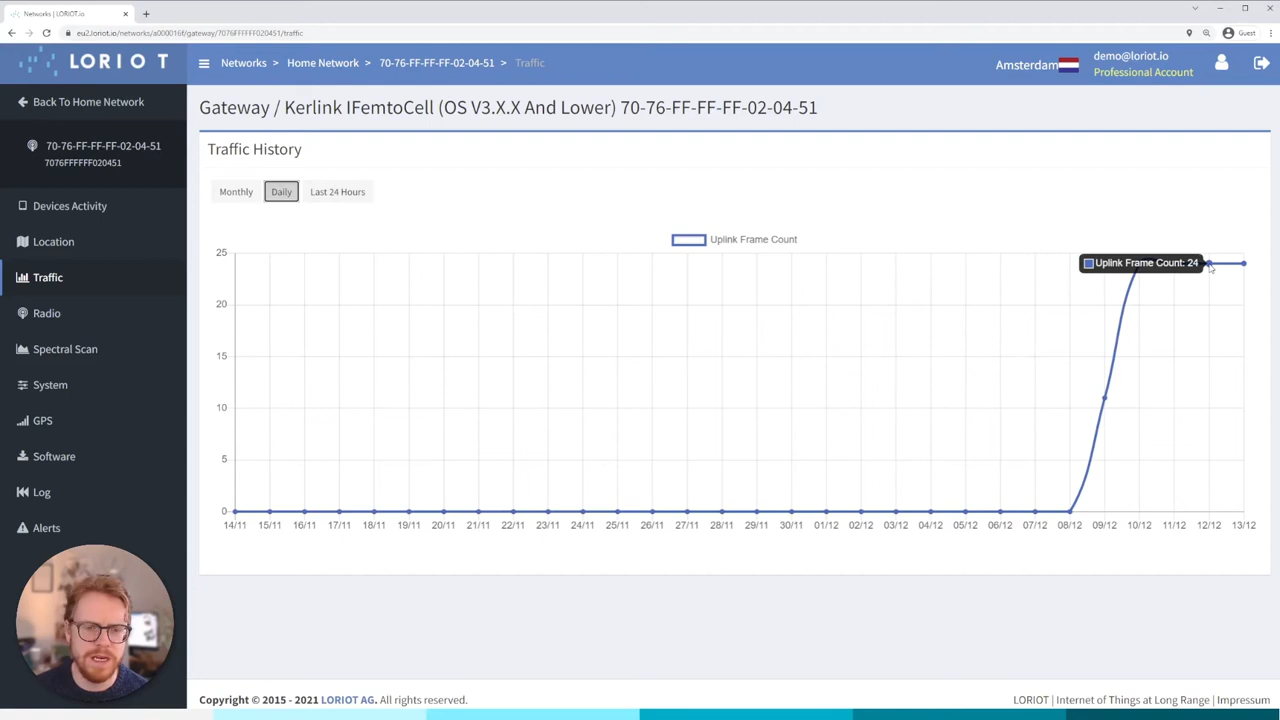 Networks | LORIOT.io
eu2.loriot.io/networks/a000016f/gateway/7076FFFFFF020451/traffic
Guest
LORIOT
Networks > Home Network > 70-76-FF-FF-FF-02-04-51 > Traffic
Amsterdam
demo@loriot.io
Professional Account
Back To Home Network
70-76-FF-FF-FF-02-04-51
7076FFFFFF020451
Devices Activity
Location
Traffic
Radio
Spectral Scan
System
GPS
Software
Log
Alerts
Gateway / Kerlink IFemtoCell (OS V3.X.X And Lower) 70-76-FF-FF-FF-02-04-51
Traffic History
Monthly Daily Last 24 Hours
Uplink Frame Count
Uplink Frame Count: 24
25
20
15
10
5
0
14/11 15/11 16/11 17/11 18/11 19/11 20/11 21/11 22/11 23/11 24/11 25/11 26/11 27/11 28/11 29/11 30/11 01/12 02/12 03/12 04/12 05/12 06/12 07/12 08/12 09/12 10/12 11/12 12/12 13/12
Copyright © 2015 - 2021 LORIOT AG. All rights reserved.
LORIOT | Internet of Things at Long Range | Impressum